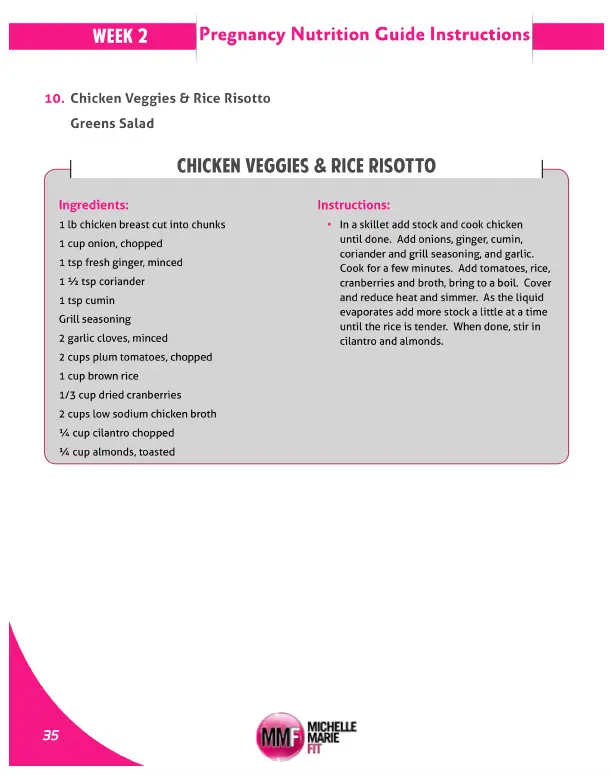 WEEK 2
Pregnancy Nutrition Guide Instructions
10. Chicken Veggies & Rice Risotto
Greens Salad
CHICKEN VEGGIES & RICE RISOTTO
Ingredients:
1 lb chicken breast cut into chunks
1 cup onion, chopped
1 tsp fresh ginger, minced
1 ½ tsp coriander
1 tsp cumin
Grill seasoning
2 garlic cloves, minced
2 cups plum tomatoes, chopped
1 cup brown rice
1/3 cup dried cranberries
2 cups low sodium chicken broth
¼ cup cilantro chopped
¼ cup almonds, toasted
Instructions:
• In a skillet add stock and cook chicken
until done. Add onions, ginger, cumin,
coriander and grill seasoning, and garlic.
Cook for a few minutes. Add tomatoes, rice,
cranberries and broth, bring to a boil. Cover
and reduce heat and simmer. As the liquid
evaporates add more stock a little at a time
until the rice is tender. When done, stir in
cilantro and almonds.
35
MMF
MICHELLE
MARIE
FIT